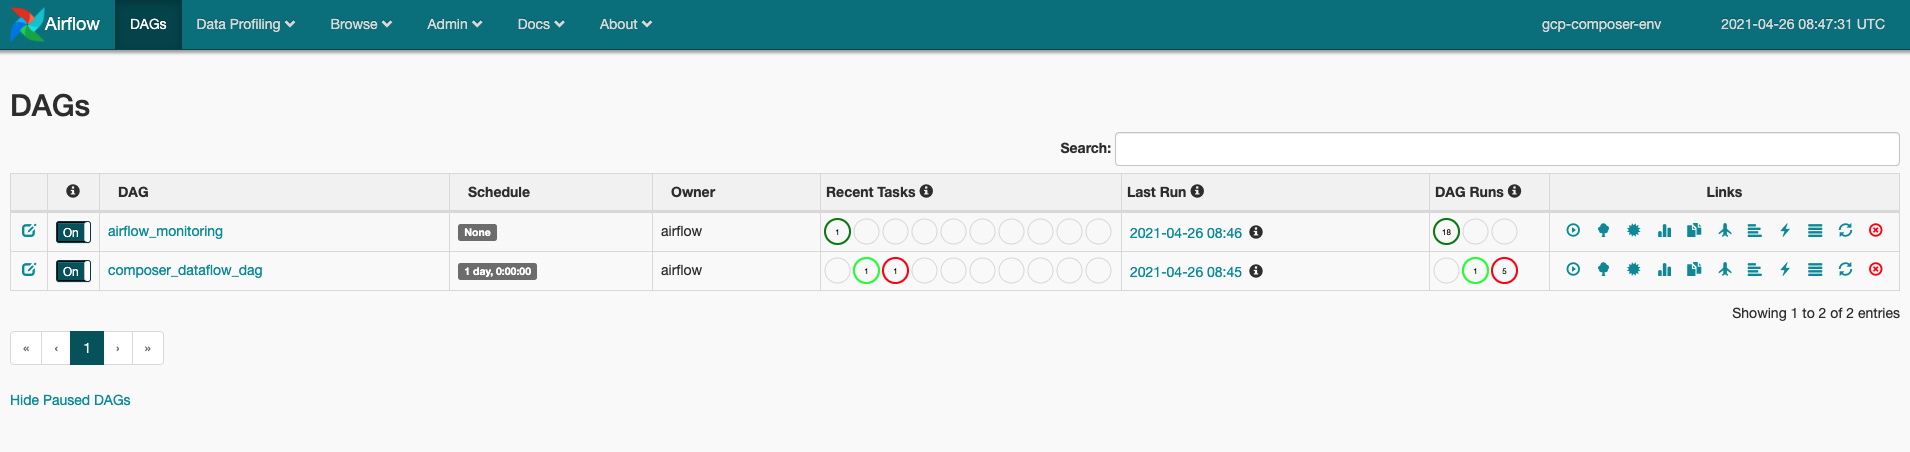 Airflow DAGs Data Profiling Browse Admin Docs About gcp-composer-env 2021-04-26 08:47:31 UTC
DAGs
Search:
DAG Schedule Owner Recent Tasks Last Run DAG Runs Links
On airflow_monitoring None airflow 1 2021-04-26 08:46 18
On composer_dataflow_dag 1 day, 0:00:00 airflow 1 1 2021-04-26 08:45 1 5
Showing 1 to 2 of 2 entries
« ‹ 1 › »
Hide Paused DAGs